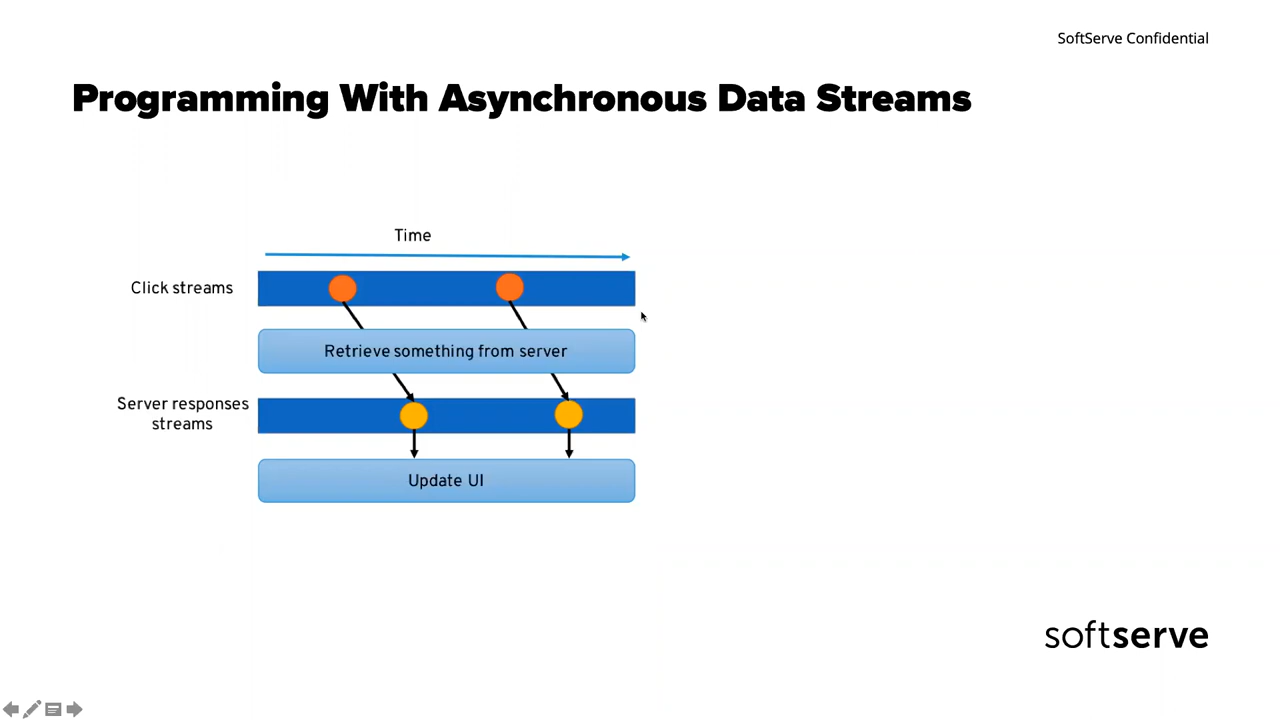 SoftServe Confidential
Programming With Asynchronous Data Streams
Time
Click streams
Retrieve something from server
Server responses
streams
Update UI
softserve